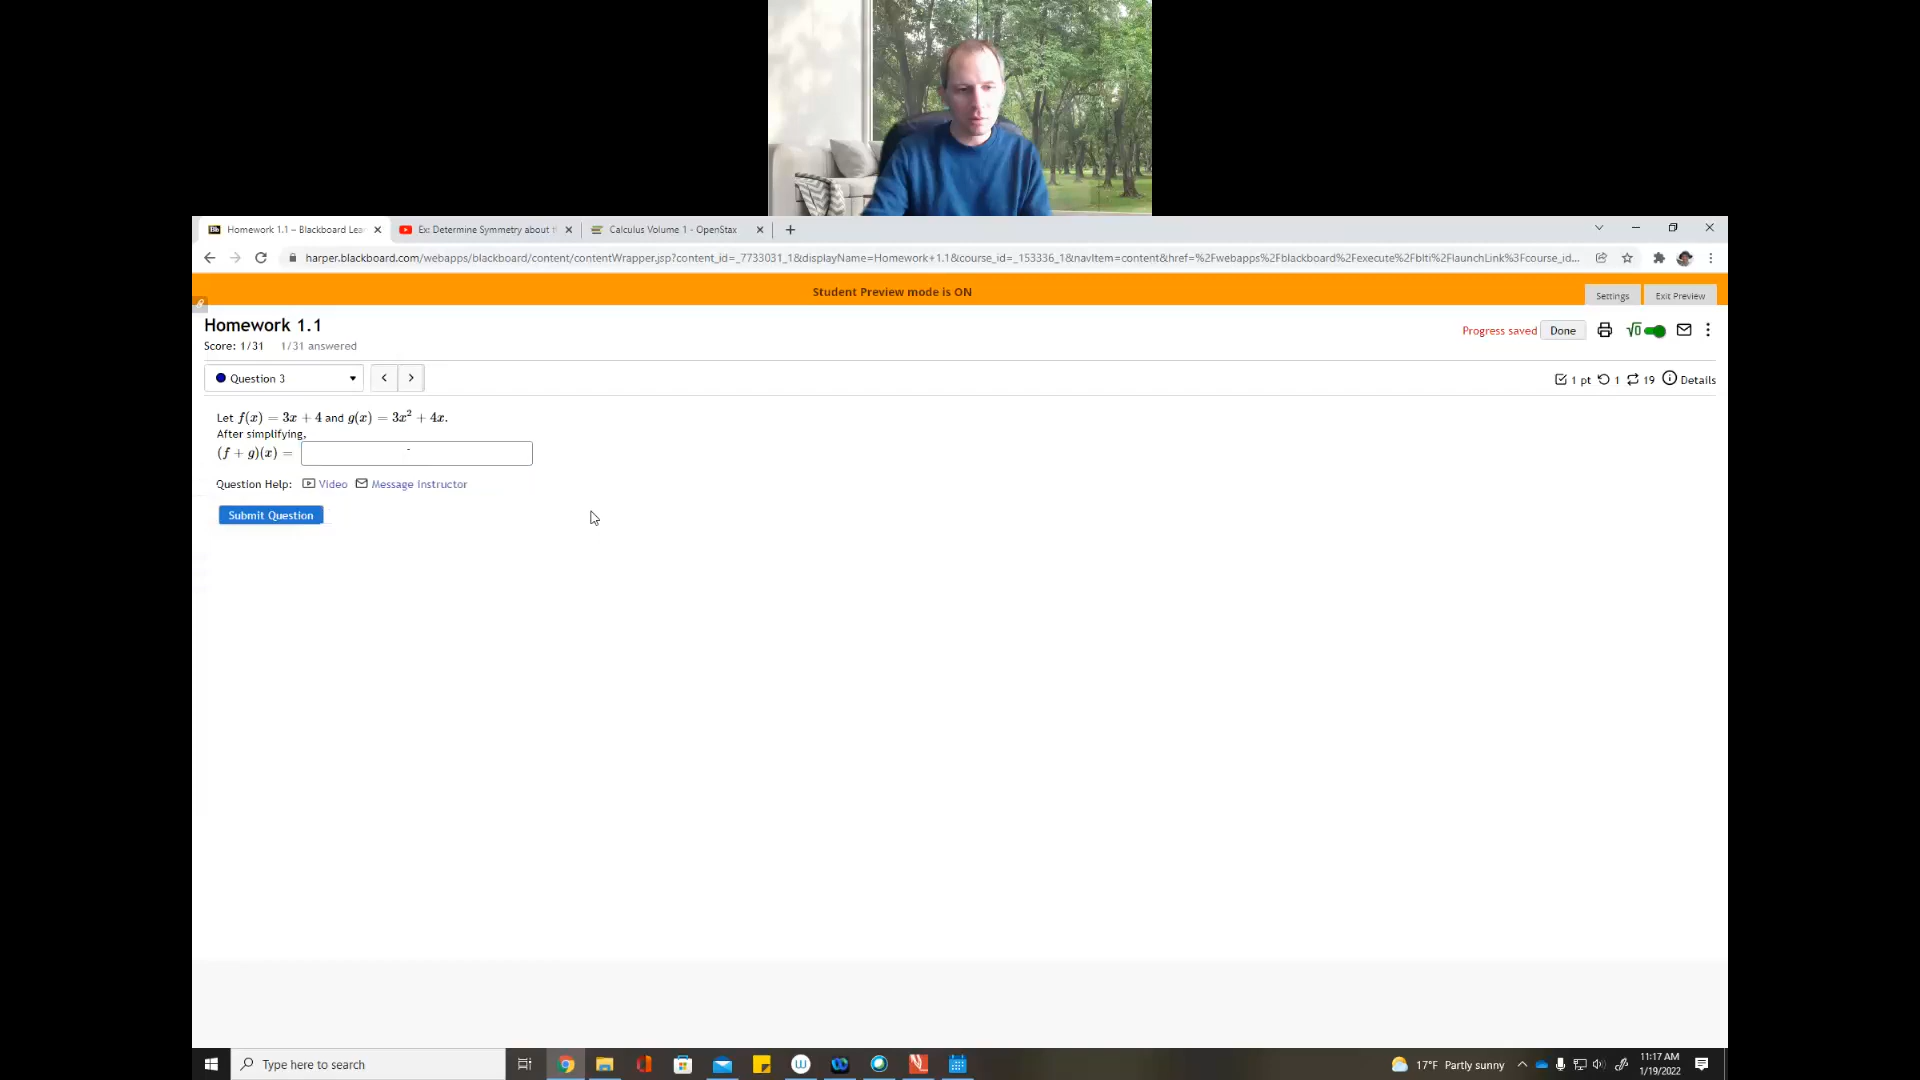 Homework 1.1 – Blackboard Lea
Ex: Determine Symmetry about t
Calculus Volume 1 - OpenStax
harper.blackboard.com/webapps/blackboard/content/contentWrapper.jsp?content_id=_7733031_1&displayName=Homework+1.1&course_id=_153336_1&navItem=content&href=%2Fwebapps%2Fblackboard%2Fexecute%2Fblti%2FlaunchLink%3Fcourse_id...
Student Preview mode is ON
Settings
Exit Preview
Homework 1.1
Score: 1/31 1/31 answered
Progress saved Done √0
Question 3 < >
1 pt 1 19 Details
Let f(x) = 3x + 4 and g(x) = 3x² + 4x.
After simplifying,
(f + g)(x) =
Question Help: Video Message instructor
Submit Question
Type here to search
17°F Partly sunny
11:17 AM
1/19/2022